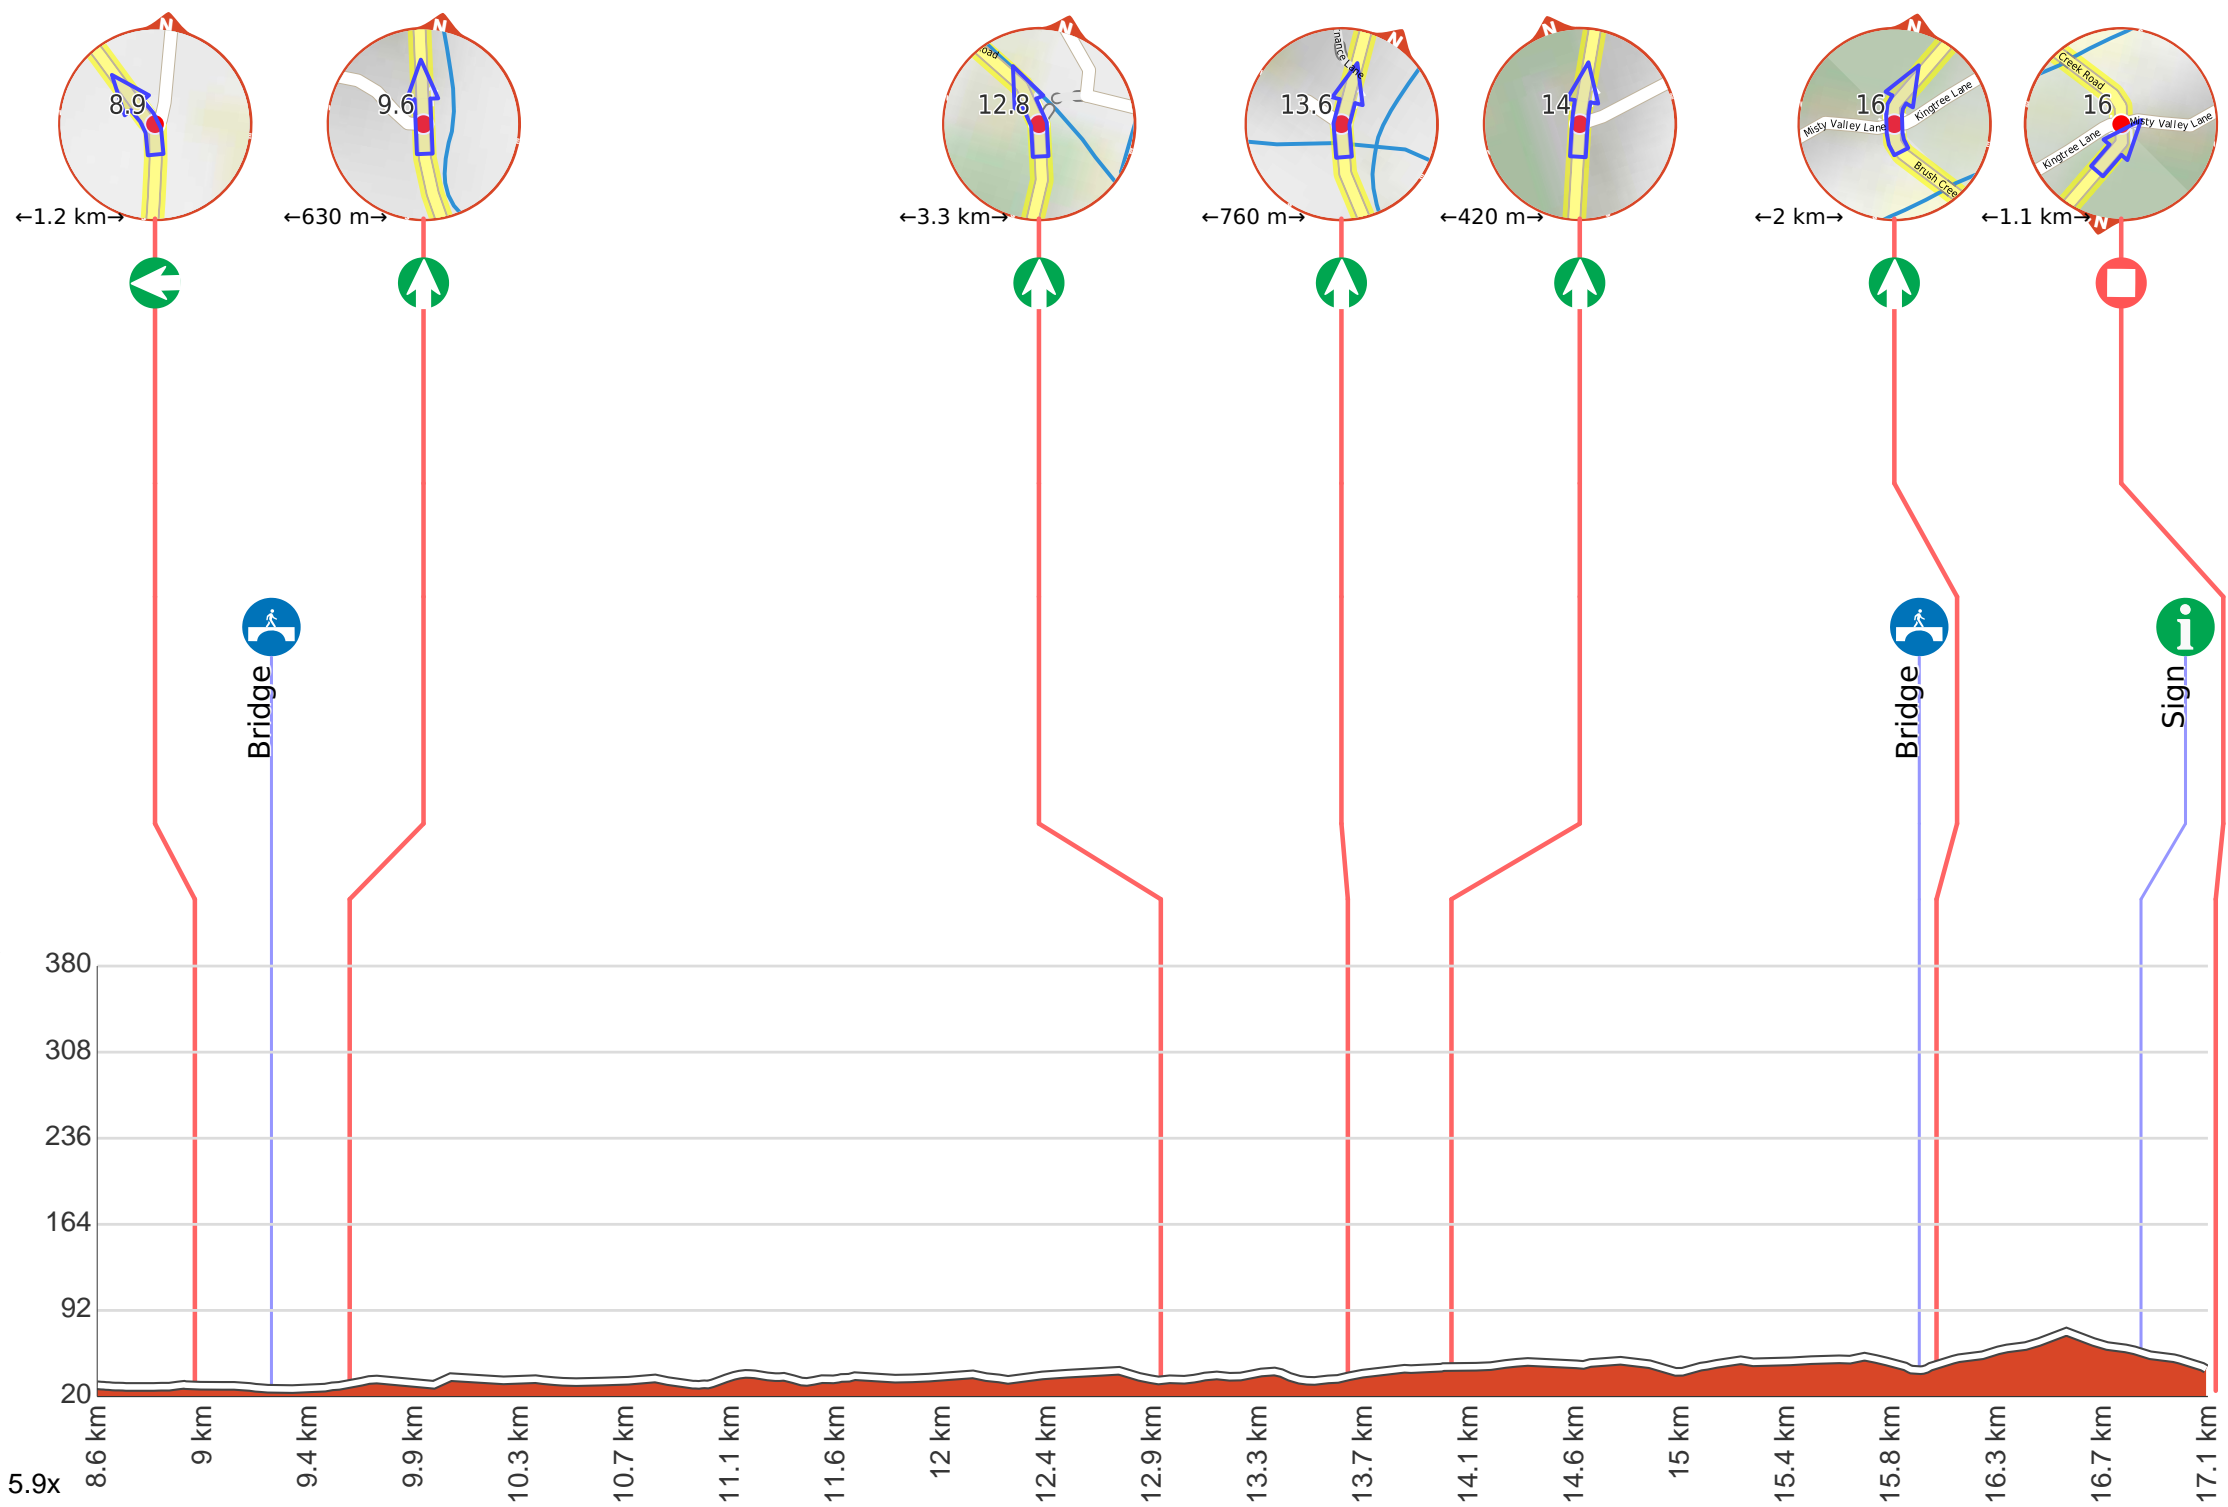 N
N
N
N
N
N
8.9
9.6
oad
12.8
nance Lane
13.6
14
16
Misty Valley Lane
Kingtree Lane
Brush Cree
Creek Road
16
Misty Valley Lane
Kingtree Lane
N
←1.2 km→
←630 m→
←3.3 km→
←760 m→
←420 m→
←2 km→
←1.1 km→
Bridge
Bridge
Sign
380
308
236
164
92
20
8.6 km
9 km
9.4 km
9.9 km
10.3 km
10.7 km
11.1 km
11.6 km
12 km
12.4 km
12.9 km
13.3 km
13.7 km
14.1 km
14.6 km
15 km
15.4 km
15.8 km
16.3 km
16.7 km
17.1 km
5.9x